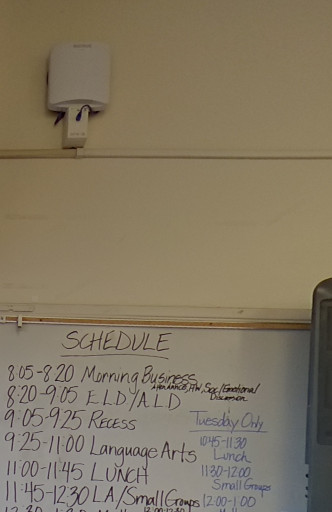 SCHEDULE
8:05-8:20 Morning Business
Attendance, HW, Soc/Emotional Discussion
8:20-9:05 ELD/ALD
9:05-9:25 RECESS
9:25-11:00 Language Arts
11:00-11:45 LUNCH
11:45-12:30 LA/Small Groups
Tuesday Only
10:45-11:30
Lunch
11:30-12:00
Small Groups
12:00-1:00